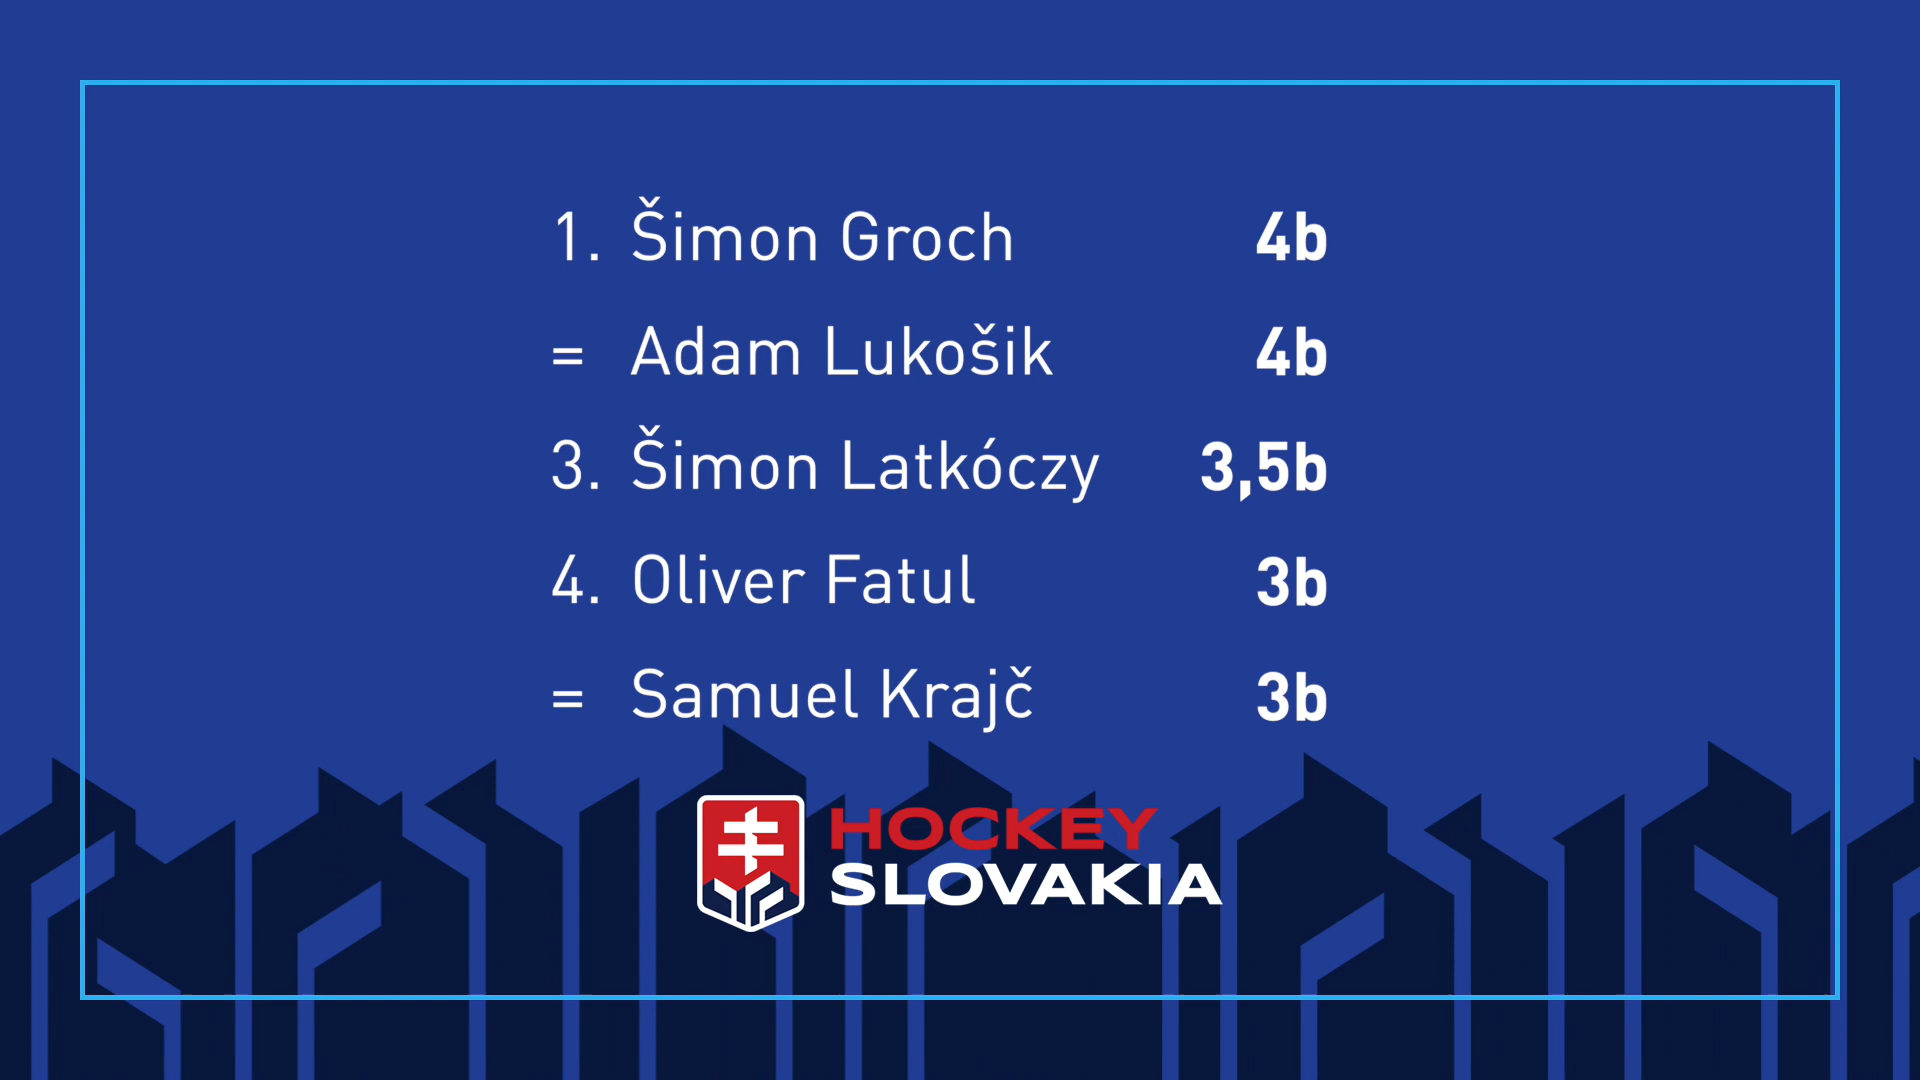 1. Šimon Groch 4b
= Adam Lukošik 4b
3. Šimon Latkóczy 3,5b
4. Oliver Fatul 3b
= Samuel Krajč 3b
HOCKEY
SLOVAKIA